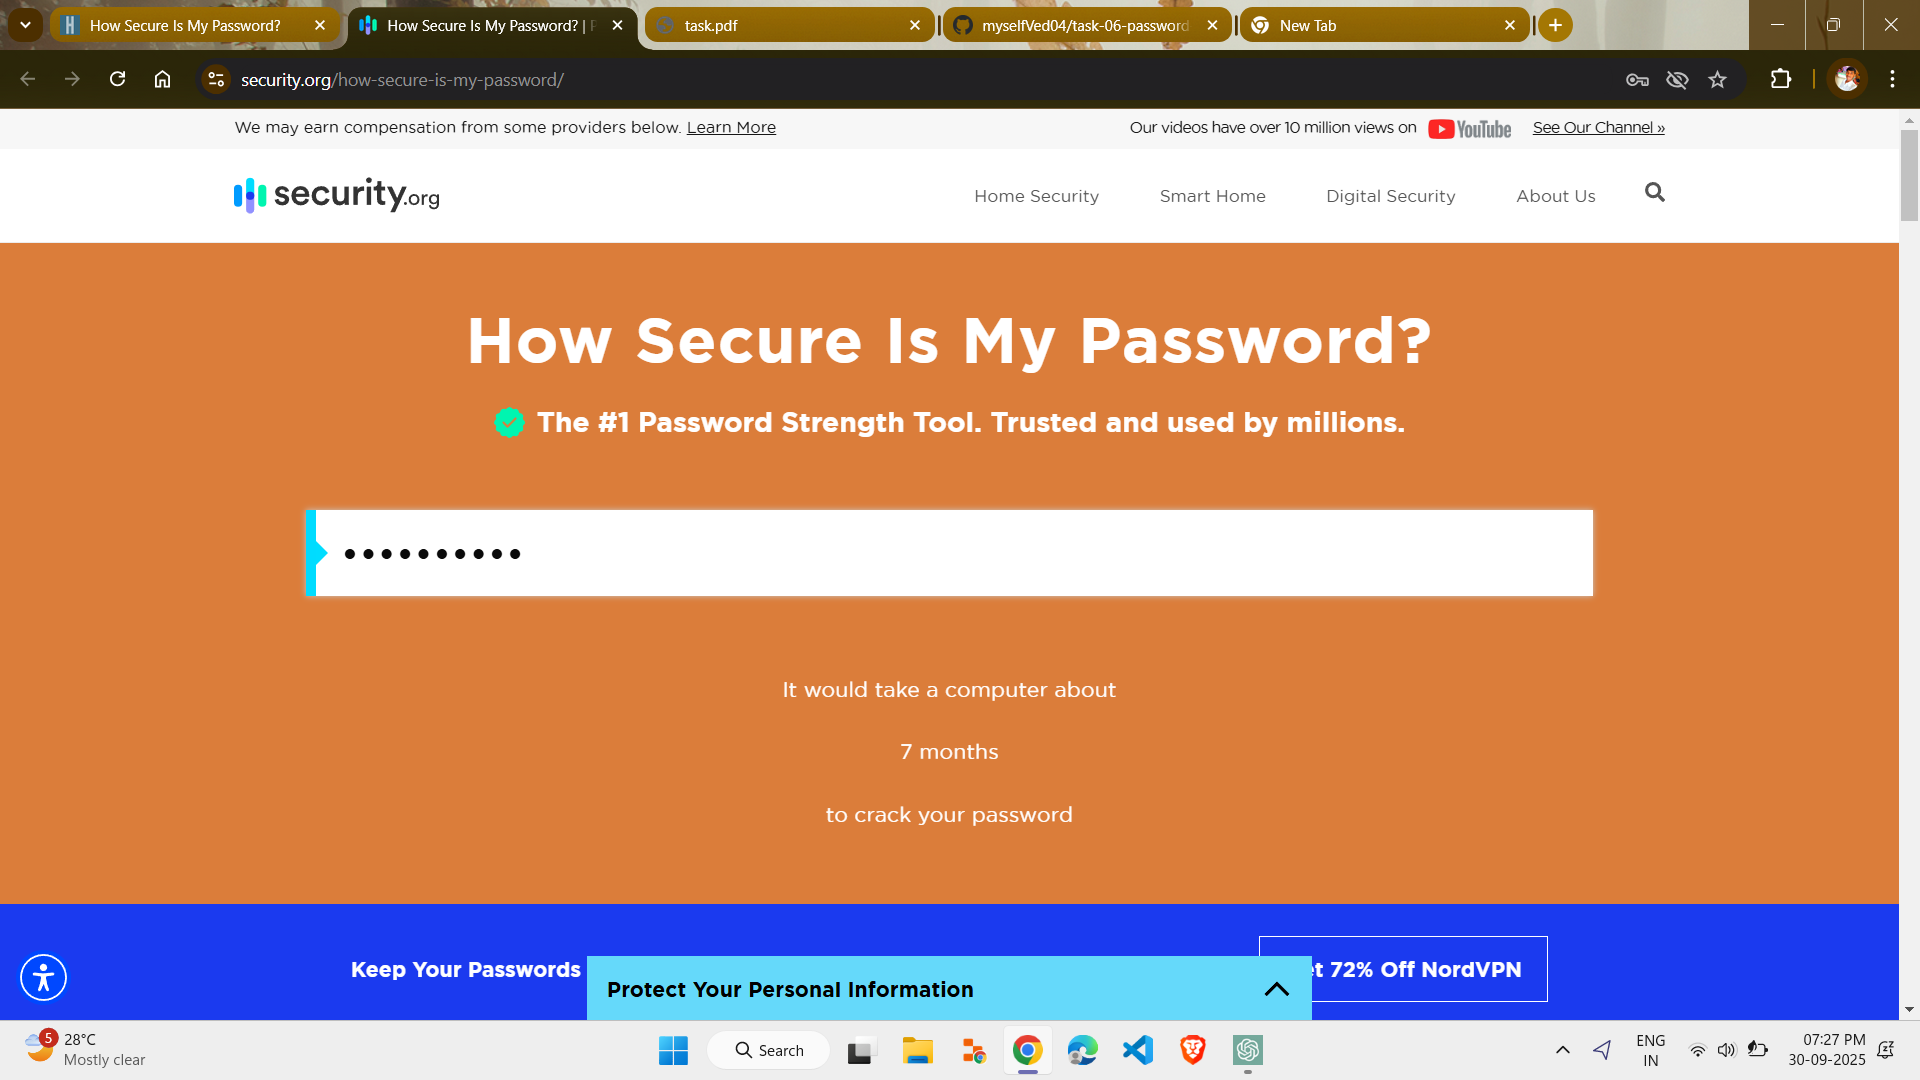 How Secure Is My Password?
How Secure Is My Password? |
task.pdf
myselfVed04/task-06-password
New Tab
security.org/how-secure-is-my-password/
We may earn compensation from some providers below. Learn More
Our videos have over 10 million views on YouTube See Our Channel »
security.org
Home Security
Smart Home
Digital Security
About Us
How Secure Is My Password?
The #1 Password Strength Tool. Trusted and used by millions.
••••••••••
It would take a computer about
7 months
to crack your password
Keep Your Passwords
72% Off NordVPN
Protect Your Personal Information
5
28°C
Mostly clear
Search
ENG
IN
07:27 PM
30-09-2025